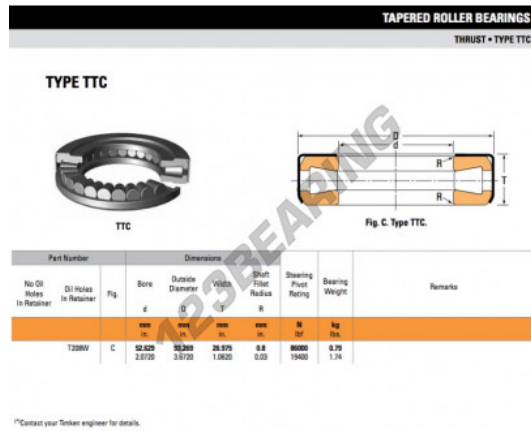 TAPERED ROLLER BEARINGS
THRUST • TYPE TTC
TYPE TTC
D
d
R
T
R
TTC
Fig. C. Type TTC.
123BEARING
Part Number
Dimensions
No Oil Holes In Retainer
Oil Holes In Retainer
Fig.
Bore
Outside Diameter
Width
Shaft Fillet Radius
Steering Pivot Rating
Bearing Weight
Remarks
d
D
T
R
mm mm mm mm N kg
in. in. in. in. lbf lbs.
T208W C 52.629 93.269 26.975 0.8 86000 0.79
2.0720 3.6720 1.0620 0.03 19400 1.74
Contact your Timken engineer for details.